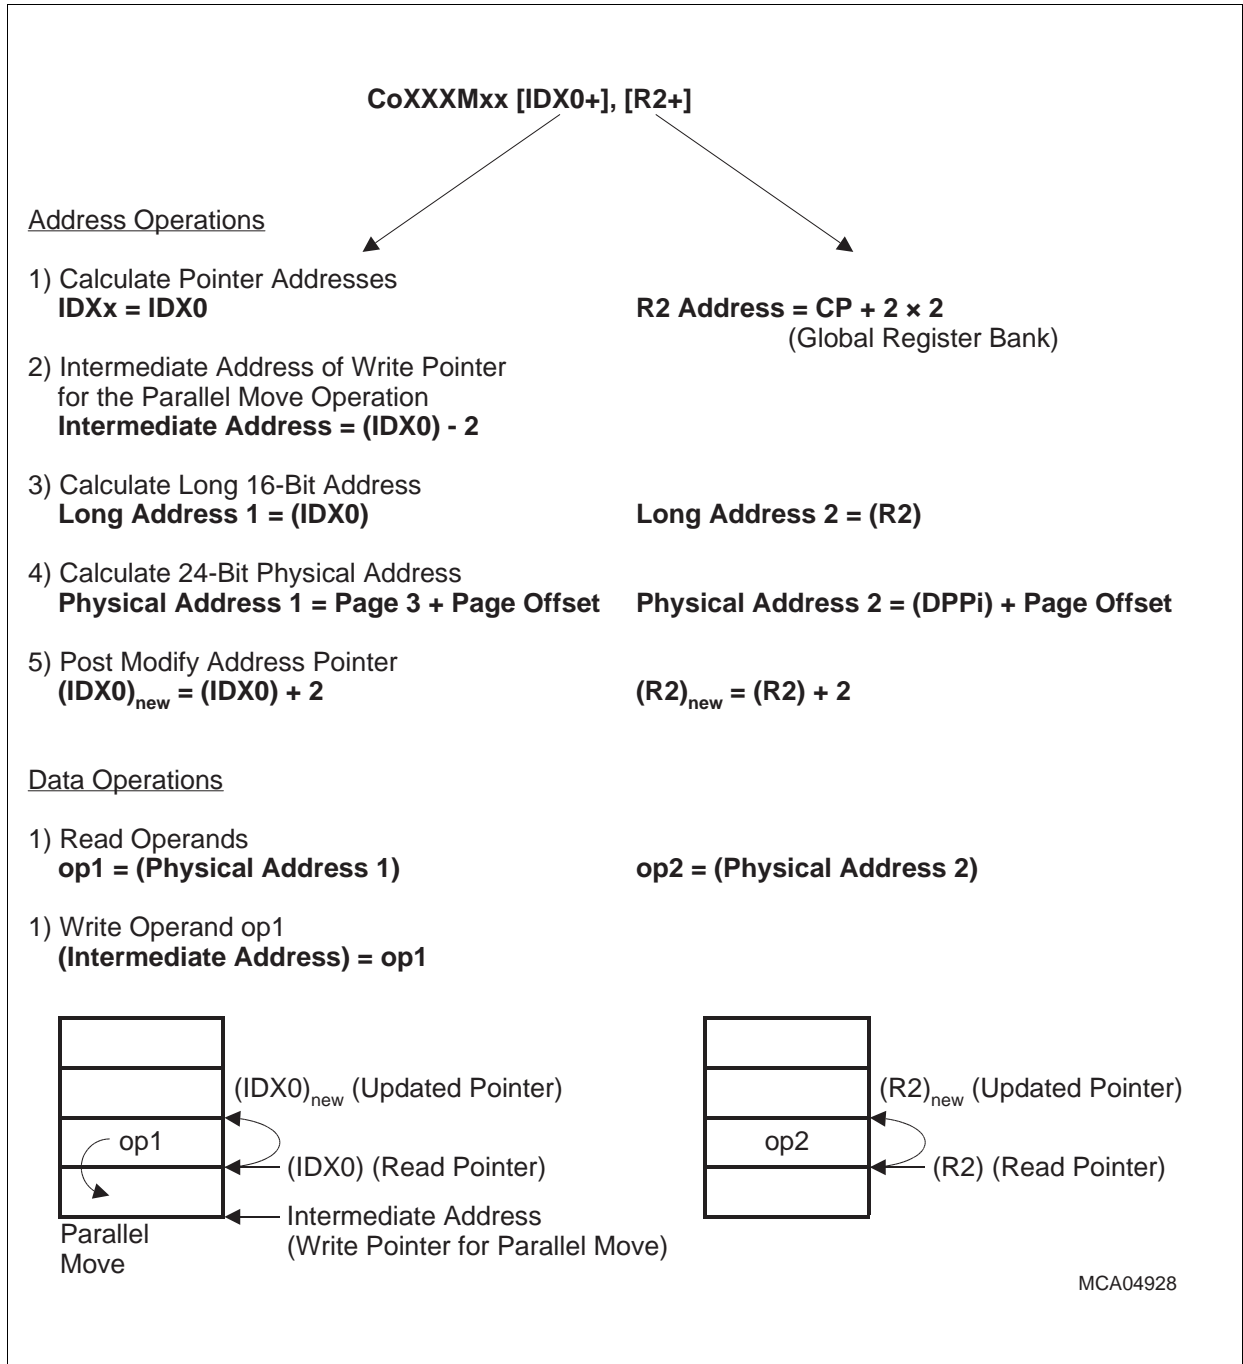 CoXXXMxx [IDX0+], [R2+]
Address Operations
1) Calculate Pointer Addresses
IDXx = IDX0
R2 Address = CP + 2 × 2
(Global Register Bank)
2) Intermediate Address of Write Pointer
for the Parallel Move Operation
Intermediate Address = (IDX0) - 2
3) Calculate Long 16-Bit Address
Long Address 1 = (IDX0)
Long Address 2 = (R2)
4) Calculate 24-Bit Physical Address
Physical Address 1 = Page 3 + Page Offset
Physical Address 2 = (DPPi) + Page Offset
5) Post Modify Address Pointer
(IDX0)new = (IDX0) + 2
(R2)new = (R2) + 2
Data Operations
1) Read Operands
op1 = (Physical Address 1)
op2 = (Physical Address 2)
1) Write Operand op1
(Intermediate Address) = op1
(IDX0)new (Updated Pointer)
op1
(IDX0) (Read Pointer)
Intermediate Address
(Write Pointer for Parallel Move)
Parallel
Move
(R2)new (Updated Pointer)
op2
(R2) (Read Pointer)
MCA04928